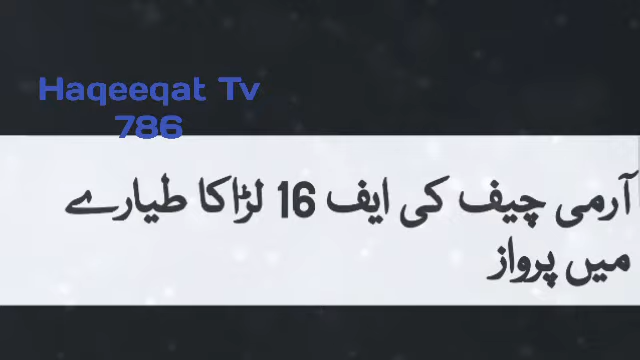 Haqeeqat Tv
786
آرمی چیف کی ایف 16 لڑاکا طیارے
میں پرواز